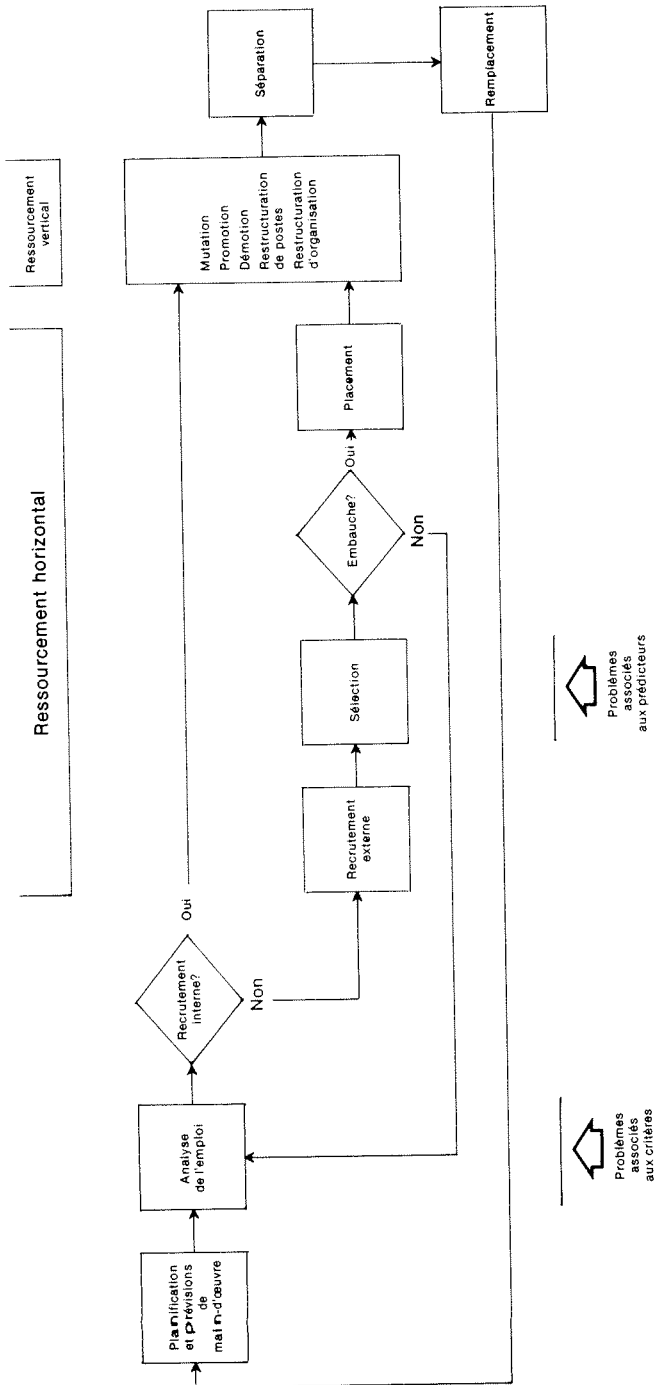 Ressourcement horizontal
Ressourcement
vertical
Planification
et prévisions
de
main-d'œuvre
Analyse
de l'emploi
Recrutement
interne?
Oui
Non
Recrutement
externe
Sélection
Embauche?
Oui
Non
Placement
Mutation
Promotion
Démotion
Restructuration
de postes
Restructuration
d'organisation
Séparation
Remplacement
Problèmes
associés
aux critères
Problèmes
associés
aux prédicteurs